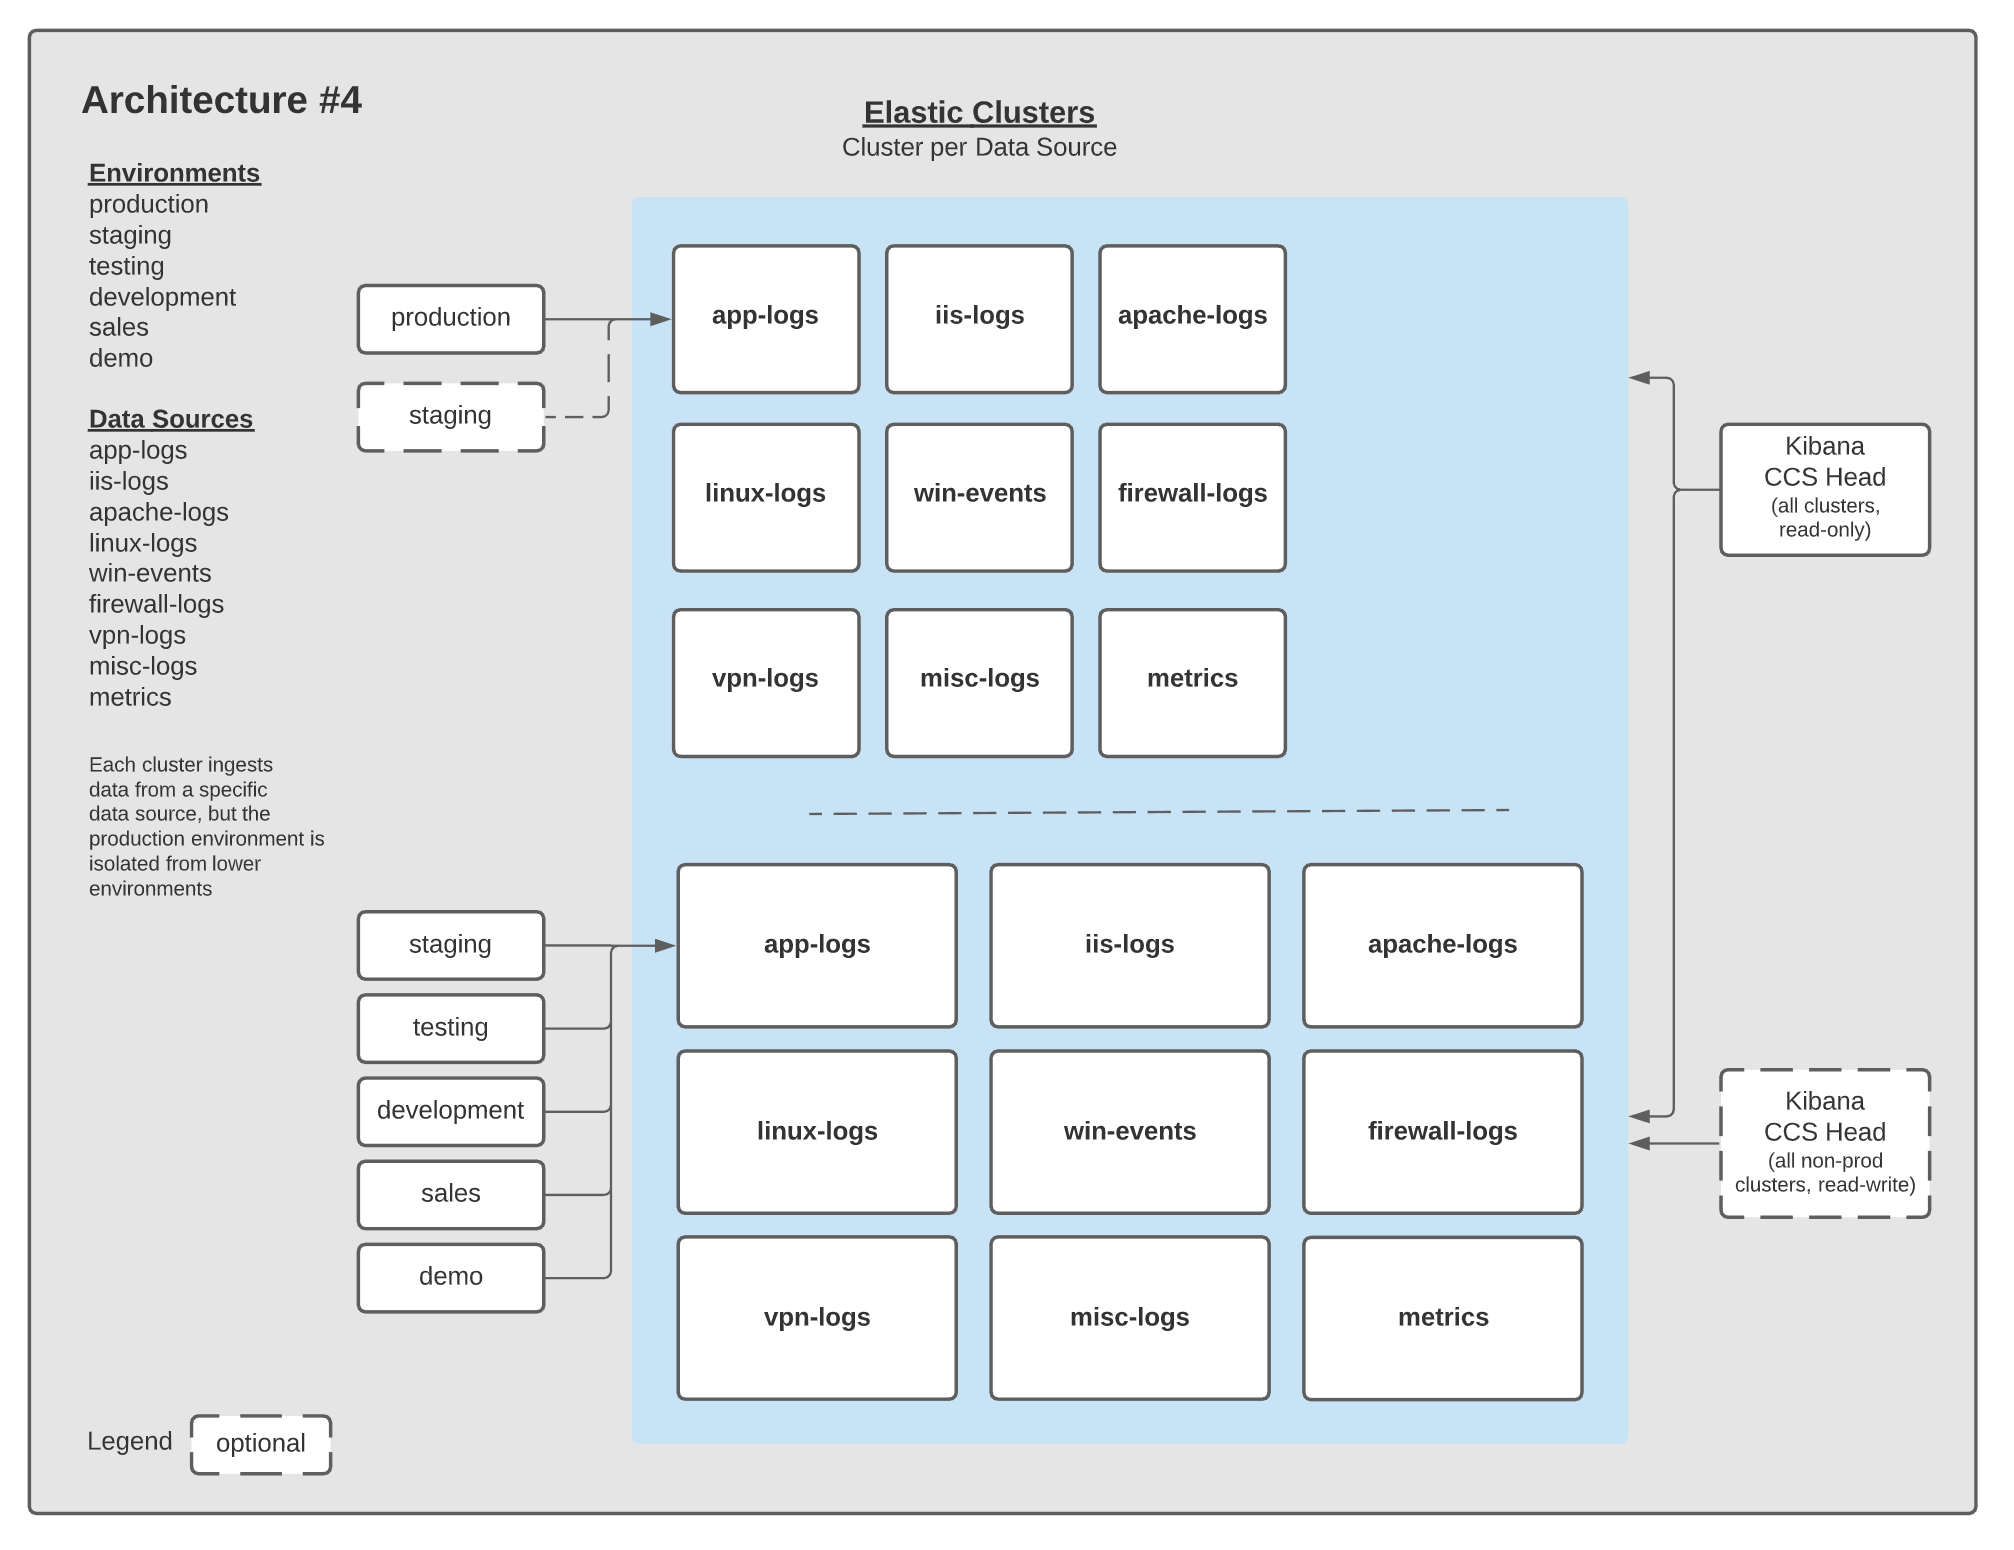 Architecture #4
Elastic Clusters
Cluster per Data Source
Environments
production
staging
testing
development
sales
demo
Data Sources
app-logs
iis-logs
apache-logs
linux-logs
win-events
firewall-logs
vpn-logs
misc-logs
metrics
Each cluster ingests
data from a specific
data source, but the
production environment is
isolated from lower
environments
production
staging
app-logs
iis-logs
apache-logs
linux-logs
win-events
firewall-logs
vpn-logs
misc-logs
metrics
Kibana
CCS Head
(all clusters,
read-only)
staging
testing
development
sales
demo
app-logs
iis-logs
apache-logs
linux-logs
win-events
firewall-logs
vpn-logs
misc-logs
metrics
Kibana
CCS Head
(all non-prod
clusters, read-write)
Legend
optional